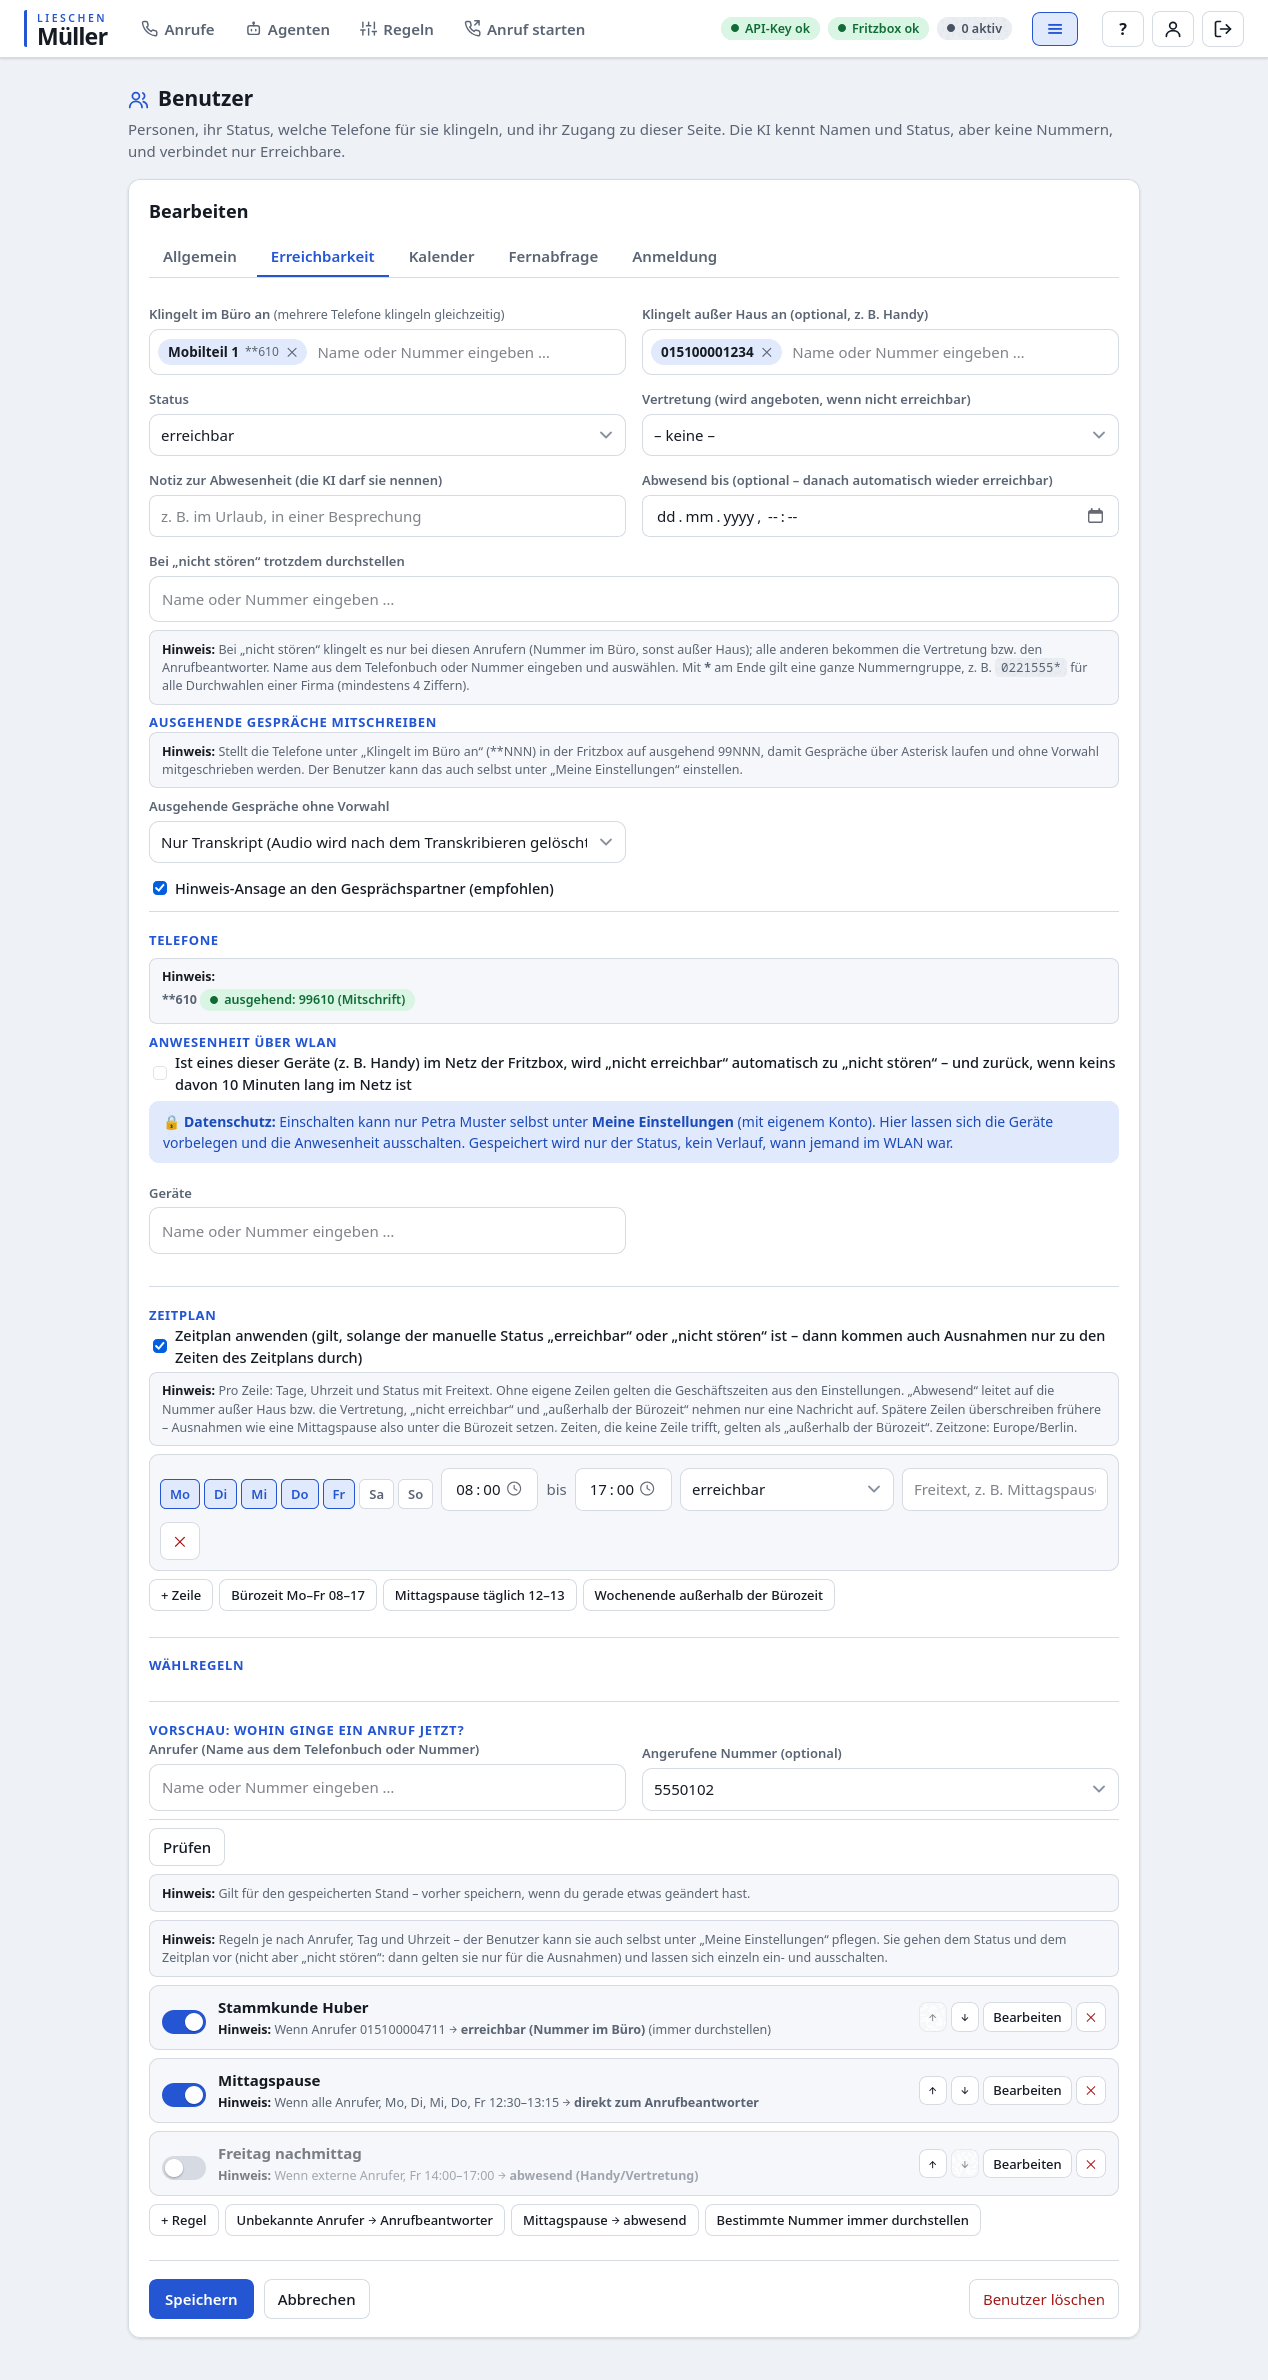 LIESCHEN
Müller
Anrufe
Agenten
Regeln
Anruf starten
API-Key ok
Fritzbox ok
0 aktiv
?
Benutzer
Personen, ihr Status, welche Telefone für sie klingeln, und ihr Zugang zu dieser Seite. Die KI kennt Namen und Status, aber keine Nummern,
und verbindet nur Erreichbare.
Bearbeiten
Allgemein
Erreichbarkeit
Kalender
Fernabfrage
Anmeldung
Klingelt im Büro an (mehrere Telefone klingeln gleichzeitig)
Mobilteil 1 **610 × Name oder Nummer eingeben …
Klingelt außer Haus an (optional, z. B. Handy)
015100001234 × Name oder Nummer eingeben …
Status
erreichbar
Vertretung (wird angeboten, wenn nicht erreichbar)
– keine –
Notiz zur Abwesenheit (die KI darf sie nennen)
z. B. im Urlaub, in einer Besprechung
Abwesend bis (optional – danach automatisch wieder erreichbar)
dd.mm.yyyy, --:--
Bei „nicht stören“ trotzdem durchstellen
Name oder Nummer eingeben …
Hinweis: Bei „nicht stören“ klingelt es nur bei diesen Anrufern (Nummer im Büro, sonst außer Haus); alle anderen bekommen die Vertretung bzw. den
Anrufbeantworter. Name aus dem Telefonbuch oder Nummer eingeben und auswählen. Mit * am Ende gilt eine ganze Nummerngruppe, z. B. 0221555* für
alle Durchwahlen einer Firma (mindestens 4 Ziffern).
AUSGEHENDE GESPRÄCHE MITSCHREIBEN
Hinweis: Stellt die Telefone unter „Klingelt im Büro an“ (**NNN) in der Fritzbox auf ausgehend 99NNN, damit Gespräche über Asterisk laufen und ohne Vorwahl
mitgeschrieben werden. Der Benutzer kann das auch selbst unter „Meine Einstellungen“ einstellen.
Ausgehende Gespräche ohne Vorwahl
Nur Transkript (Audio wird nach dem Transkribieren gelöscht
Hinweis-Ansage an den Gesprächspartner (empfohlen)
TELEFONE
Hinweis:
**610 ausgehend: 99610 (Mitschrift)
ANWESENHEIT ÜBER WLAN
Ist eines dieser Geräte (z. B. Handy) im Netz der Fritzbox, wird „nicht erreichbar“ automatisch zu „nicht stören“ – und zurück, wenn keins
davon 10 Minuten lang im Netz ist
🔒 Datenschutz: Einschalten kann nur Petra Muster selbst unter Meine Einstellungen (mit eigenem Konto). Hier lassen sich die Geräte
vorbelegen und die Anwesenheit ausschalten. Gespeichert wird nur der Status, kein Verlauf, wann jemand im WLAN war.
Geräte
Name oder Nummer eingeben …
ZEITPLAN
Zeitplan anwenden (gilt, solange der manuelle Status „erreichbar“ oder „nicht stören“ ist – dann kommen auch Ausnahmen nur zu den
Zeiten des Zeitplans durch)
Hinweis: Pro Zeile: Tage, Uhrzeit und Status mit Freitext. Ohne eigene Zeilen gelten die Geschäftszeiten aus den Einstellungen. „Abwesend“ leitet auf die
Nummer außer Haus bzw. die Vertretung, „nicht erreichbar“ und „außerhalb der Bürozeit“ nehmen nur eine Nachricht auf. Spätere Zeilen überschreiben frühere
– Ausnahmen wie eine Mittagspause also unter die Bürozeit setzen. Zeiten, die keine Zeile trifft, gelten als „außerhalb der Bürozeit“. Zeitzone: Europe/Berlin.
Mo Di Mi Do Fr Sa So 08:00 bis 17:00 erreichbar Freitext, z. B. Mittagspause
×
+ Zeile
Bürozeit Mo–Fr 08–17
Mittagspause täglich 12–13
Wochenende außerhalb der Bürozeit
WÄHLREGELN
VORSCHAU: WOHIN GINGE EIN ANRUF JETZT?
Anrufer (Name aus dem Telefonbuch oder Nummer)
Name oder Nummer eingeben …
Angerufene Nummer (optional)
5550102
Prüfen
Hinweis: Gilt für den gespeicherten Stand – vorher speichern, wenn du gerade etwas geändert hast.
Hinweis: Regeln je nach Anrufer, Tag und Uhrzeit – der Benutzer kann sie auch selbst unter „Meine Einstellungen“ pflegen. Sie gehen dem Status und dem
Zeitplan vor (nicht aber „nicht stören“: dann gelten sie nur für die Ausnahmen) und lassen sich einzeln ein- und ausschalten.
Stammkunde Huber
Hinweis: Wenn Anrufer 015100004711 → erreichbar (Nummer im Büro) (immer durchstellen)
↑ ↓ Bearbeiten ×
Mittagspause
Hinweis: Wenn alle Anrufer, Mo, Di, Mi, Do, Fr 12:30–13:15 → direkt zum Anrufbeantworter
↑ ↓ Bearbeiten ×
Freitag nachmittag
Hinweis: Wenn externe Anrufer, Fr 14:00–17:00 → abwesend (Handy/Vertretung)
↑ ↓ Bearbeiten ×
+ Regel
Unbekannte Anrufer → Anrufbeantworter
Mittagspause → abwesend
Bestimmte Nummer immer durchstellen
Speichern
Abbrechen
Benutzer löschen